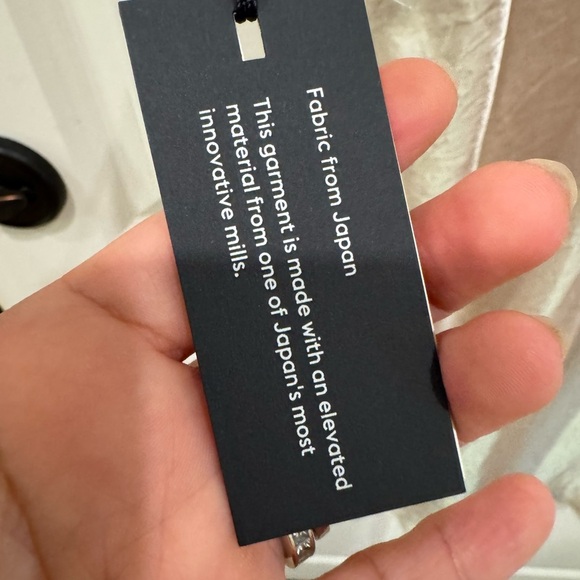 Fabric from Japan
This garment is made with an elevated
material from one of Japan's most
innovative mills.